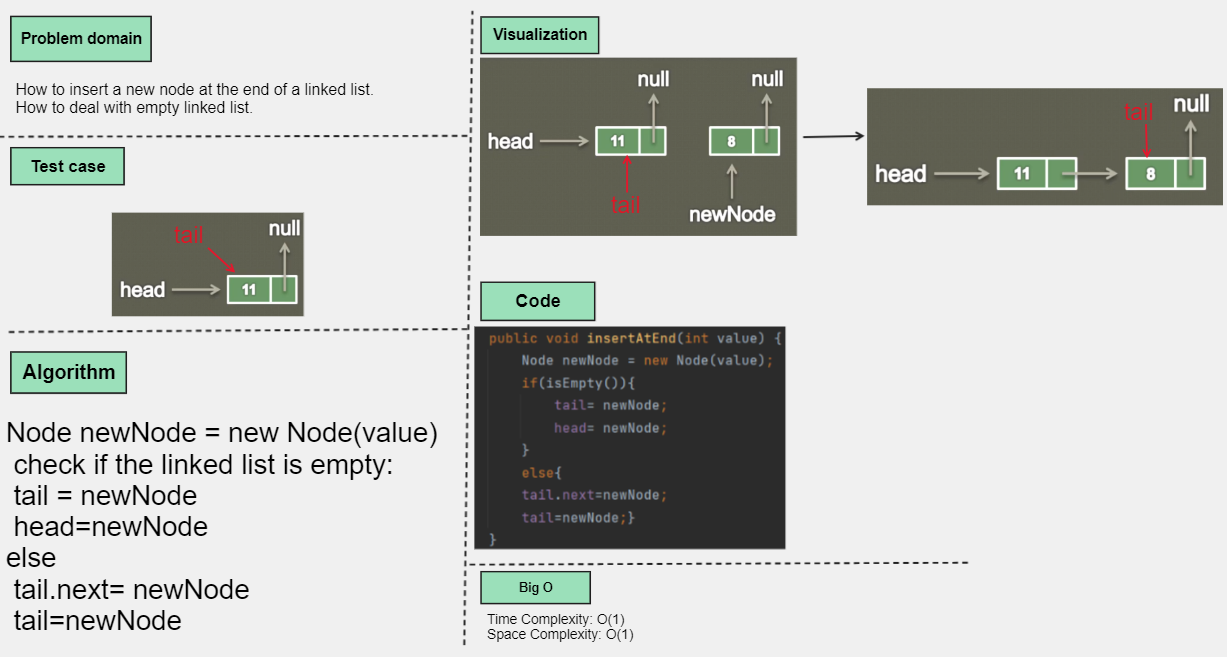 Problem domain
How to insert a new node at the end of a linked list.
How to deal with empty linked list.
Test case
tail
null
head
11
Algorithm
Node newNode = new Node(value)
check if the linked list is empty:
tail = newNode
head=newNode
else
tail.next= newNode
tail=newNode
Visualization
null
null
head
11
8
tail
newNode
tail
null
head
11
8
Code
public void insertAtEnd(int value) {
Node newNode = new Node(value);
if(isEmpty()){
tail= newNode;
head= newNode;
}
else{
tail.next=newNode;
tail=newNode;}
}
Big O
Time Complexity: O(1)
Space Complexity: O(1)